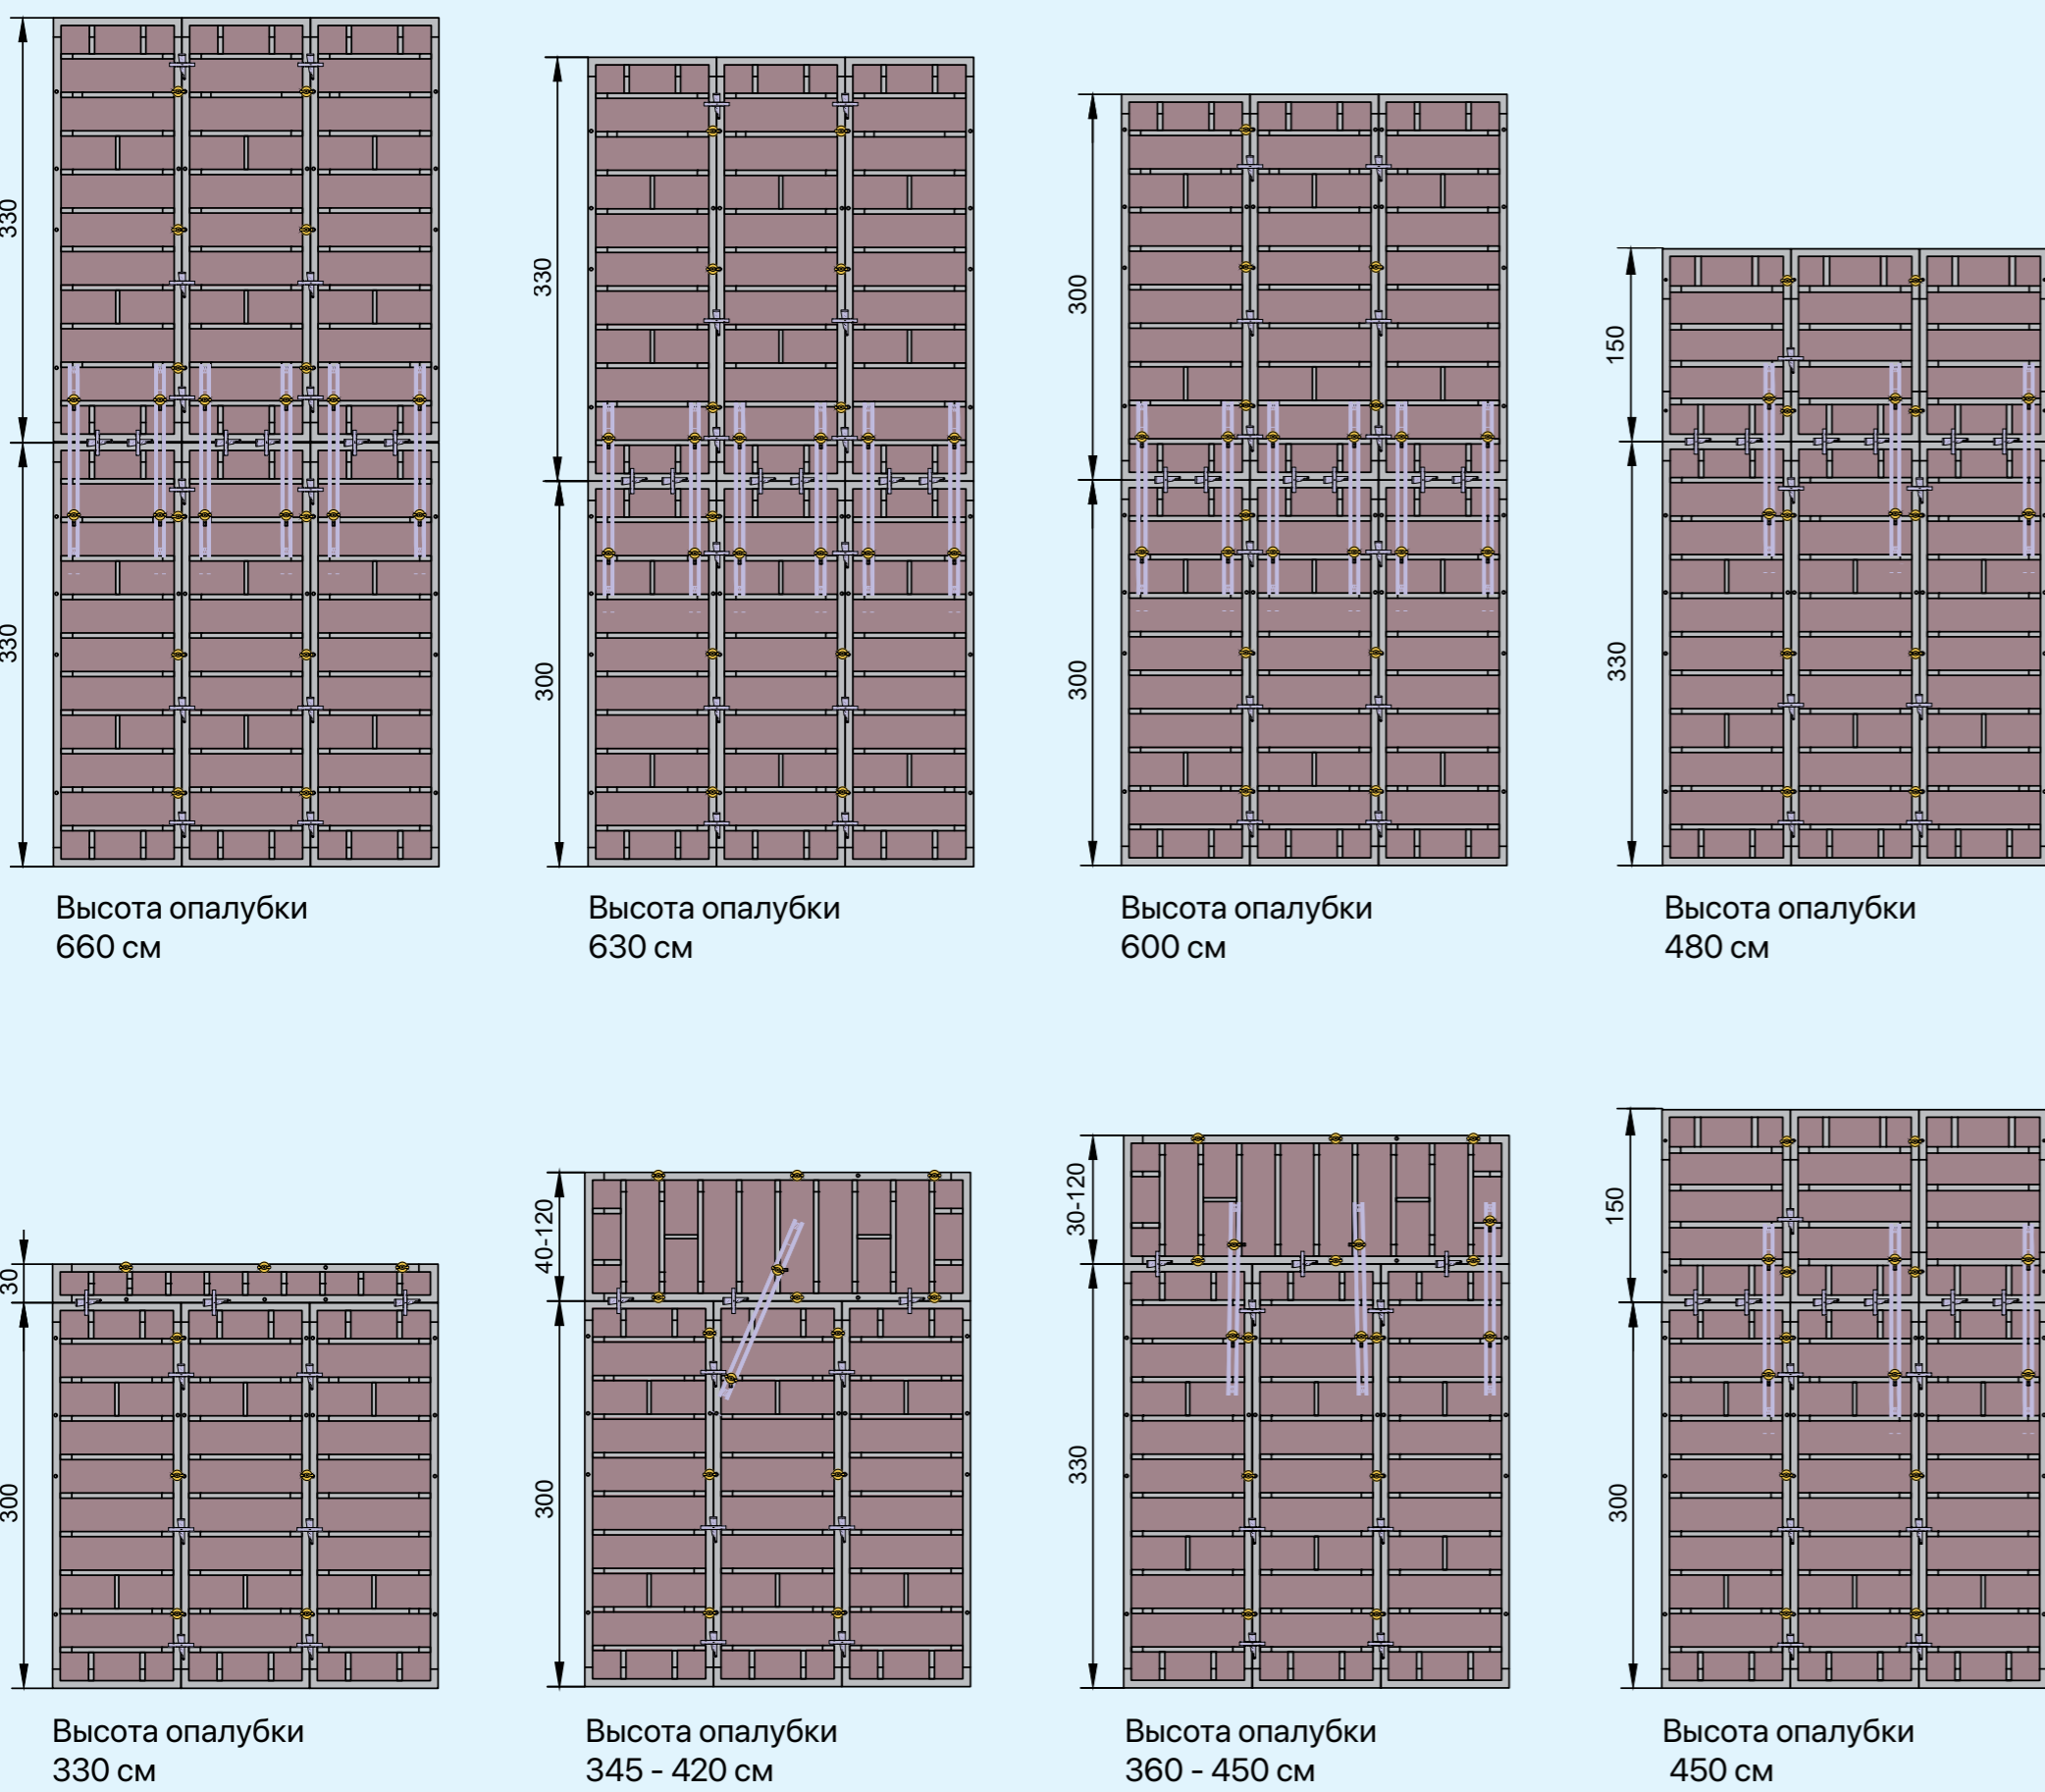 330
330
Высота опалубки
660 см
330
300
Высота опалубки
630 см
300
300
Высота опалубки
600 см
150
330
Высота опалубки
480 см
30
300
Высота опалубки
330 см
40-120
300
Высота опалубки
345 - 420 см
30-120
330
Высота опалубки
360 - 450 см
150
300
Высота опалубки
450 см